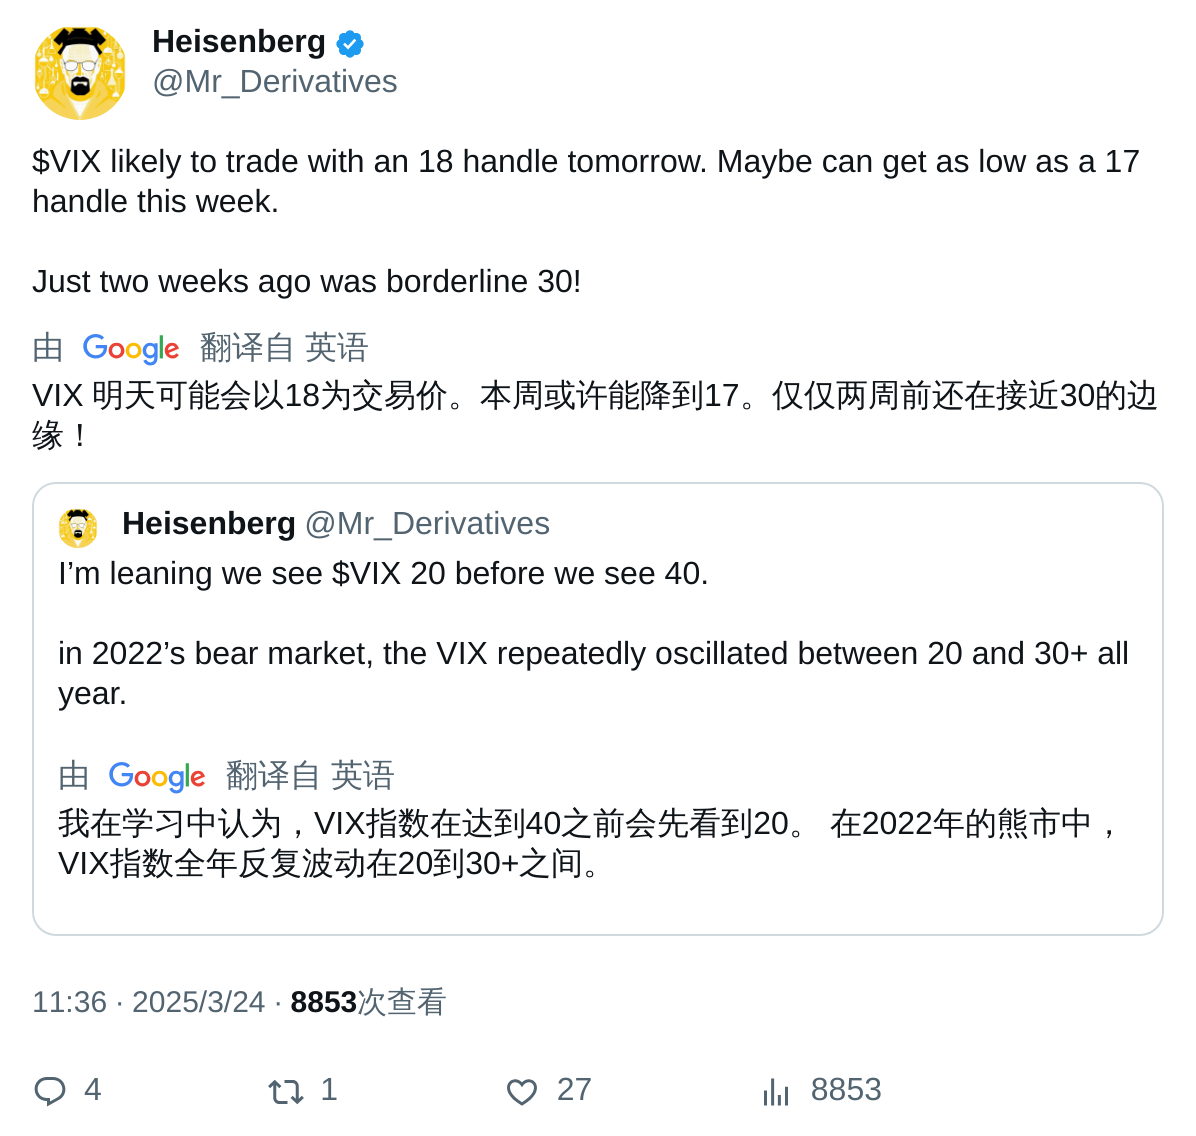 Heisenberg
@Mr_Derivatives
$VIX likely to trade with an 18 handle tomorrow. Maybe can get as low as a 17
handle this week.
Just two weeks ago was borderline 30!
由 Google 翻译自 英语
VIX 明天可能会以18为交易价。本周或许能降到17。仅仅两周前还在接近30的边
缘！
Heisenberg @Mr_Derivatives
I’m leaning we see $VIX 20 before we see 40.
in 2022’s bear market, the VIX repeatedly oscillated between 20 and 30+ all
year.
由 Google 翻译自 英语
我在学习中认为，VIX指数在达到40之前会先看到20。 在2022年的熊市中，
VIX指数全年反复波动在20到30+之间。
11:36 · 2025/3/24 · 8853次查看
4 1 27 8853